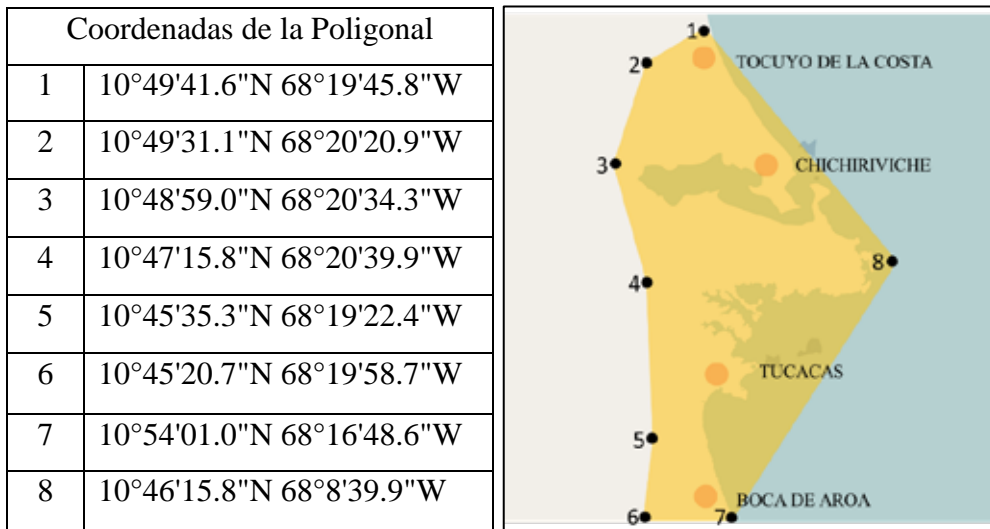 Coordenadas de la Poligonal
1 10°49'41.6"N 68°19'45.8"W
2 10°49'31.1"N 68°20'20.9"W
3 10°48'59.0"N 68°20'34.3"W
4 10°47'15.8"N 68°20'39.9"W
5 10°45'35.3"N 68°19'22.4"W
6 10°45'20.7"N 68°19'58.7"W
7 10°54'01.0"N 68°16'48.6"W
8 10°46'15.8"N 68°8'39.9"W
1
2
TOCUYO DE LA COSTA
3
CHICHIRIVICHE
8
4
TUCACAS
5
BOCA DE AROA
6
7